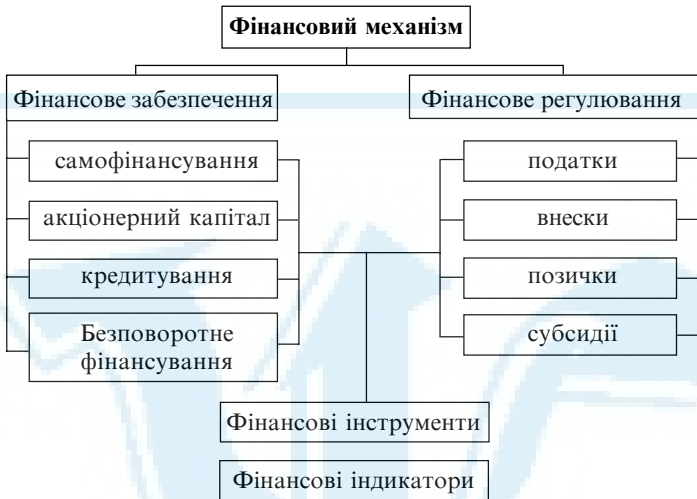 Фінансовий механізм
Фінансове забезпечення
Фінансове регулювання
самофінансування
податки
акціонерний капітал
внески
кредитування
позички
Безповоротне
фінансування
субсидії
Фінансові інструменти
Фінансові індикатори